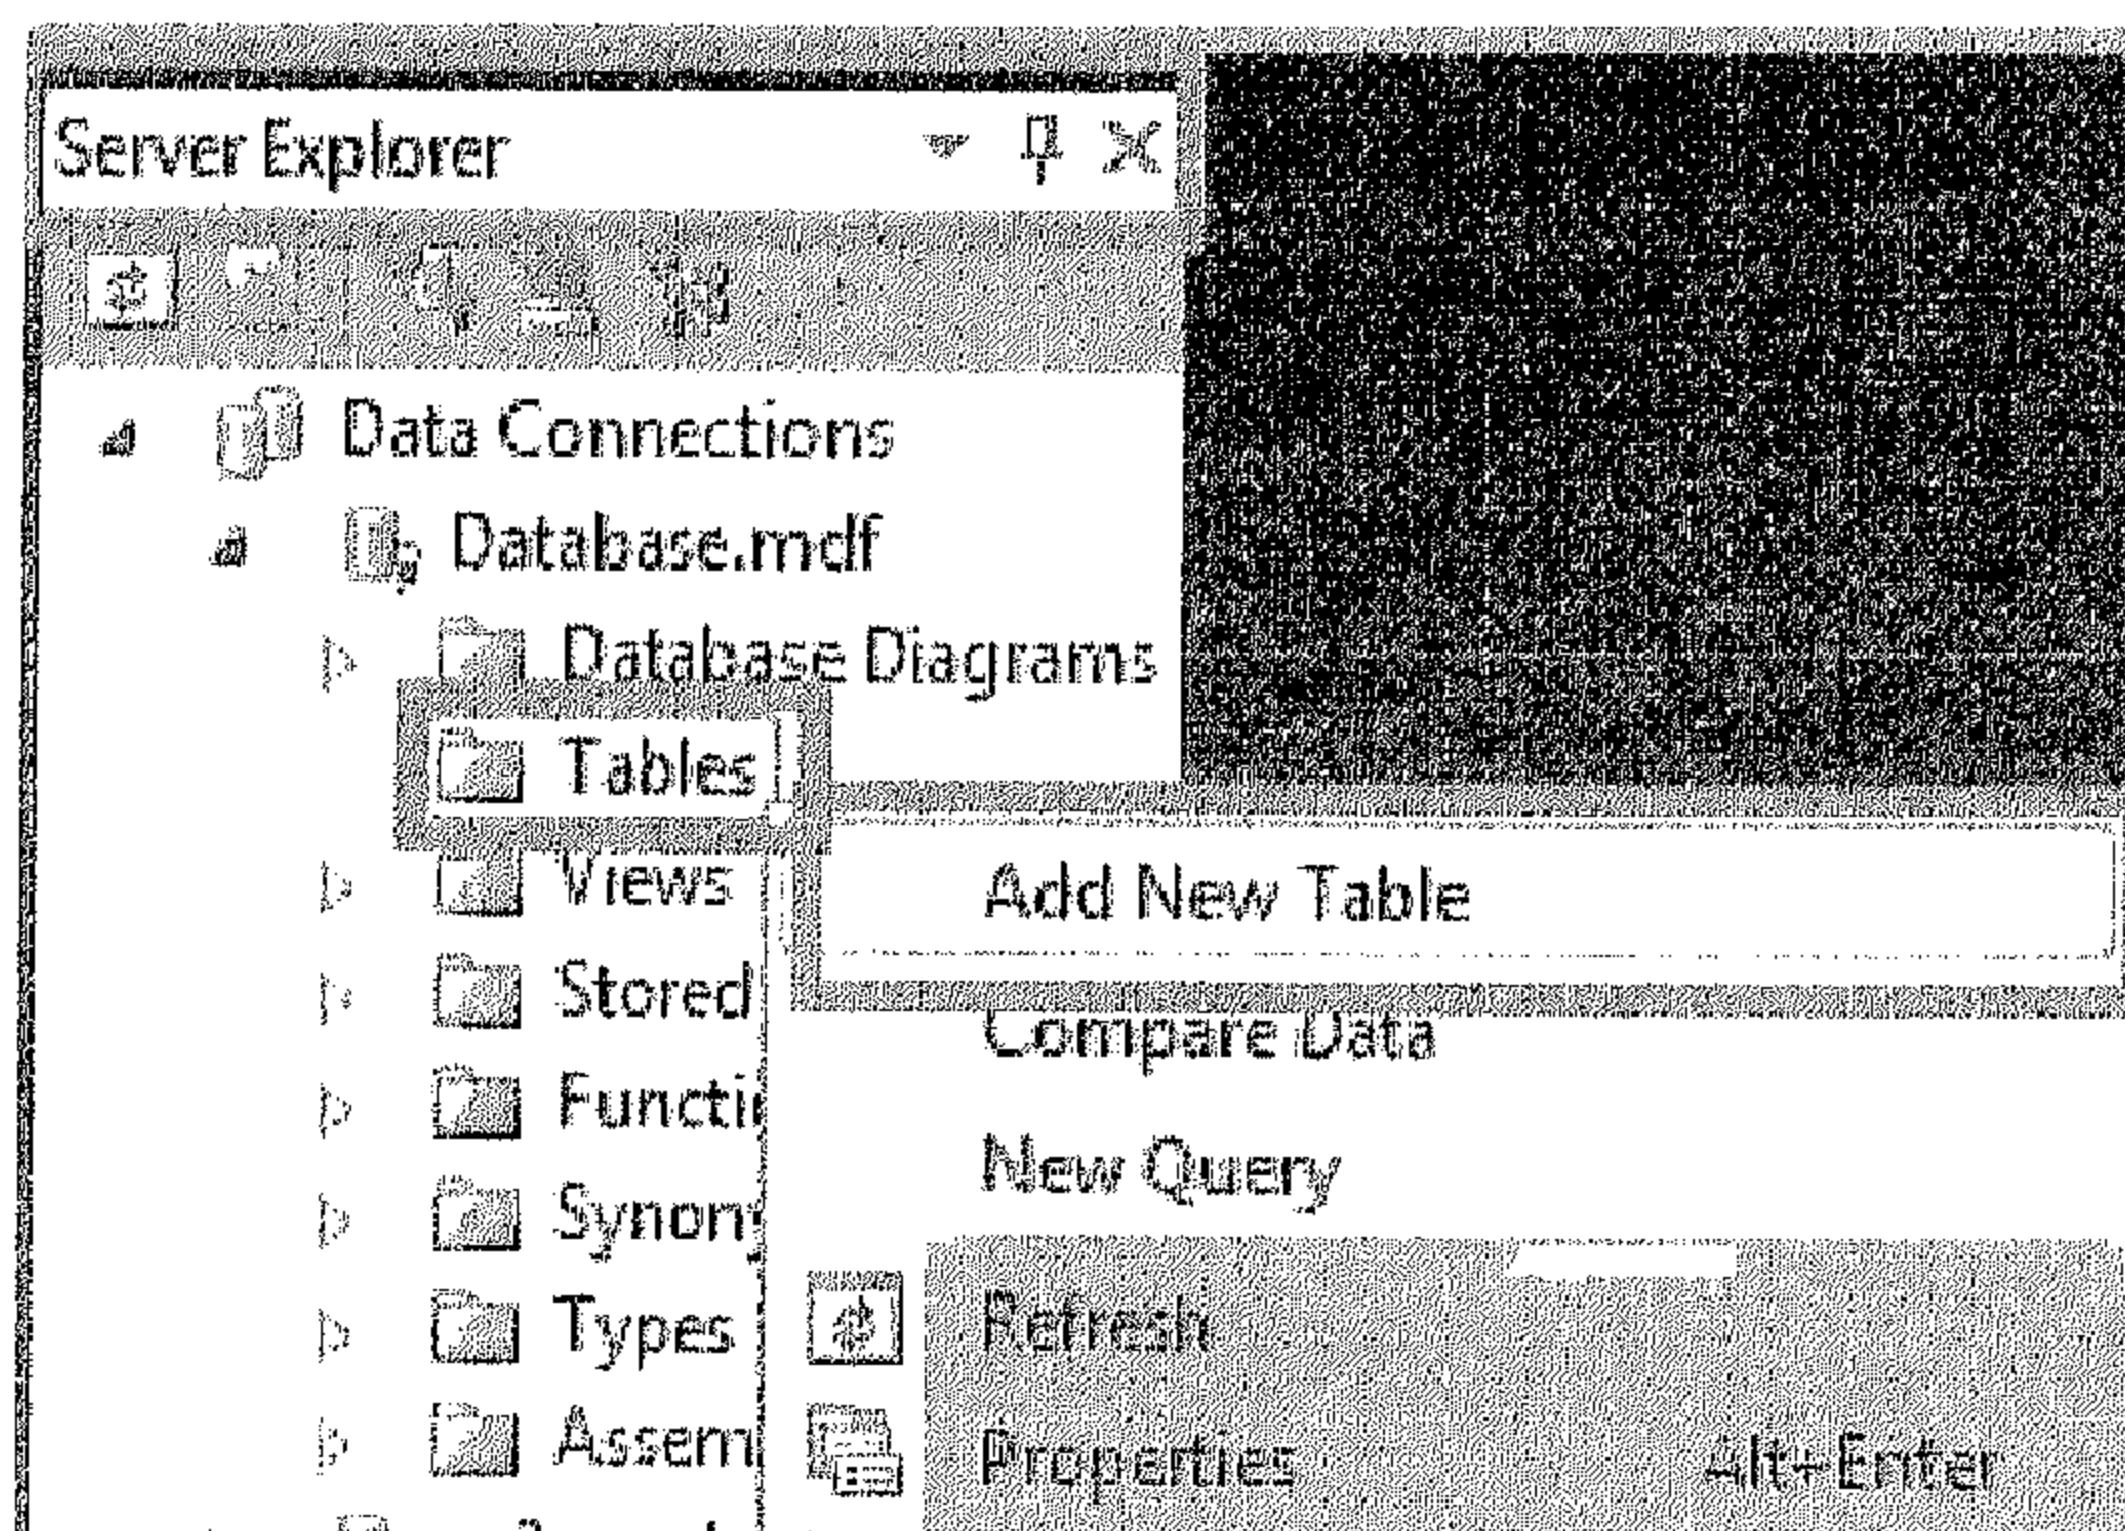 Server Explorer
Data Connections
Database.mdf
Database Diagrams
Tables
Add New Table
Views
Stored
Compare Data
Functi
New Query
Synony
Types
Refresh
Assem
Properties Alt+Enter